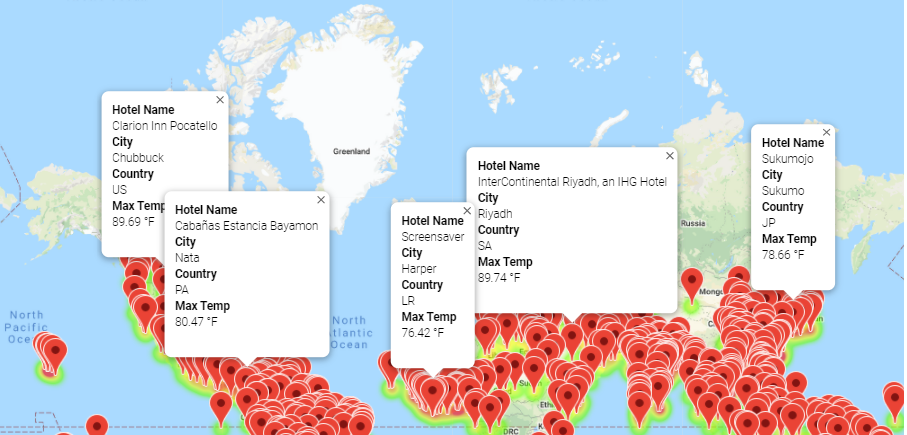 Greenland
Hotel Name
Clarion Inn Pocatello
City
Chubbuck
Country
US
Max Temp
89.69 °F
Hotel Name
Cabañas Estancia Bayamon
City
Nata
Country
PA
Max Temp
80.47 °F
Hotel Name
Screensaver
City
Harper
Country
LR
Max Temp
76.42 °F
Hotel Name
InterContinental Riyadh, an IHG Hotel
City
Riyadh
Country
SA
Max Temp
89.74 °F
Hotel Name
Sukumojo
City
Sukumo
Country
JP
Max Temp
78.66 °F
Russia
North
Pacific
North
Atlantic
Ocean
DRC